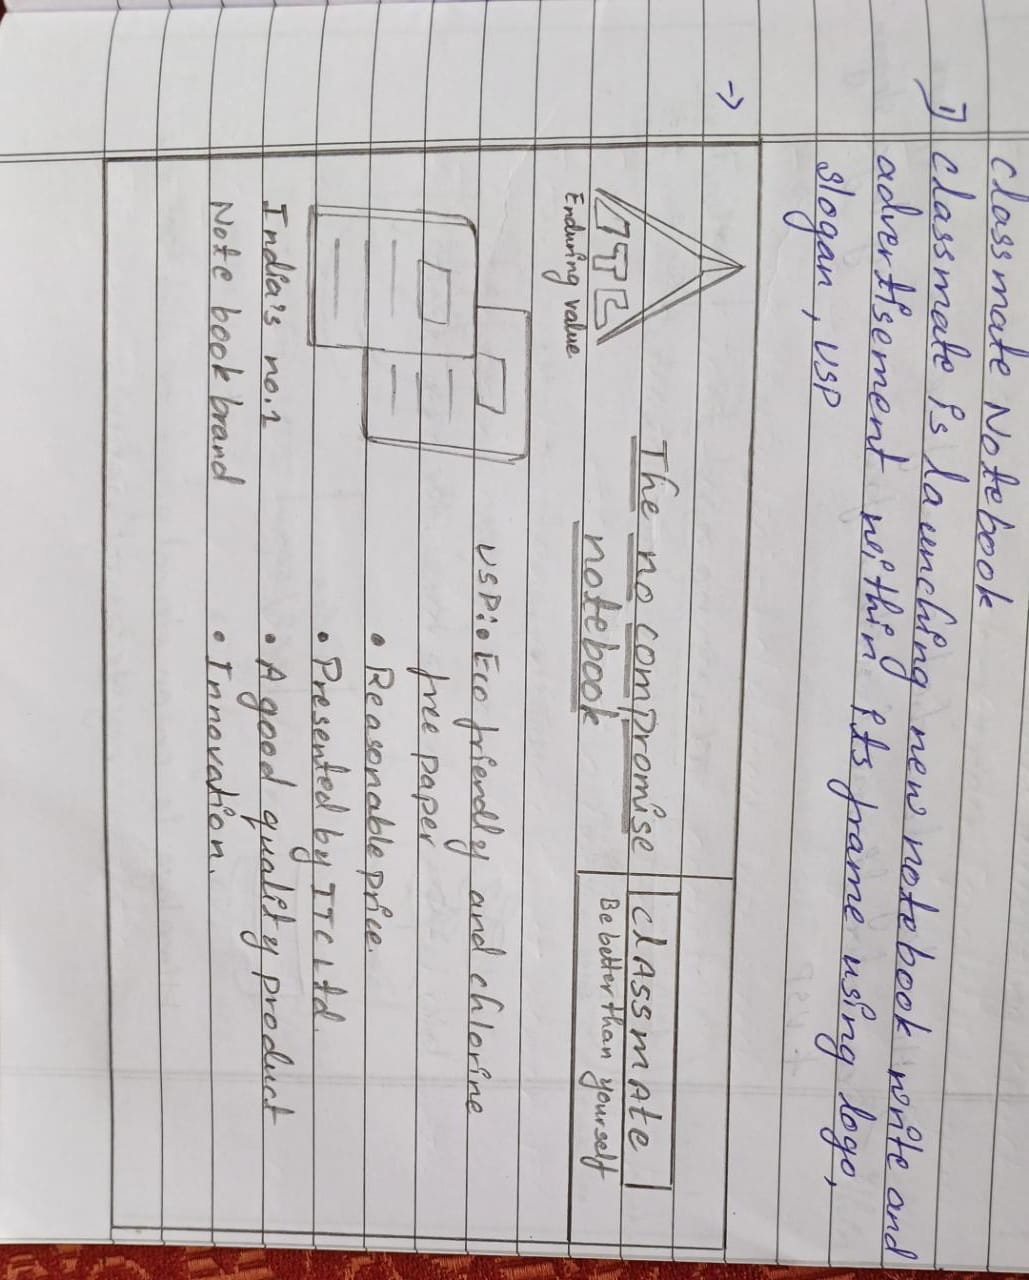 Classmate Notebook
1) Classmate is launching new notebook write and
advertisement within its frame using logo,
slogan, USP
→
ITC
Enduring value
The no compromise
notebook
CLASSMATE
Be better than yourself
USP: • Eco friendly and chlorine
free paper
• Reasonable price.
• Presented by ITC Ltd.
• A good quality product
• Innovation.
India's no.1
Note book brand